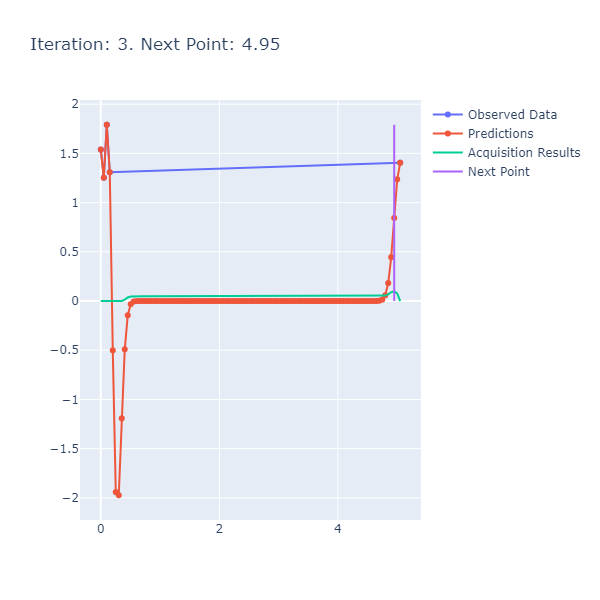 Iteration: 3. Next Point: 4.95
Observed Data
Predictions
Acquisition Results
Next Point
2
1.5
1
0.5
0
−0.5
−1
−1.5
−2
0
2
4